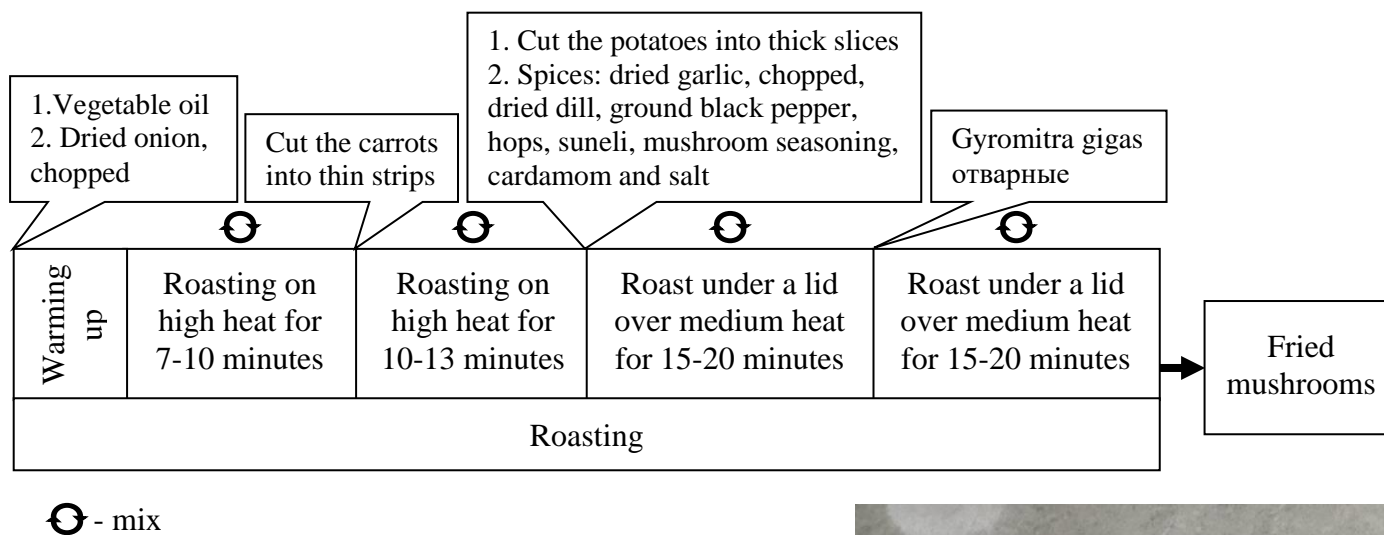 1. Cut the potatoes into thick slices
2. Spices: dried garlic, chopped,
dried dill, ground black pepper,
hops, suneli, mushroom seasoning,
cardamom and salt
1.Vegetable oil
2. Dried onion,
chopped
Cut the carrots
into thin strips
Gyromitra gigas
отварные
Warming
up
Roasting on
high heat for
7-10 minutes
Roasting on
high heat for
10-13 minutes
Roast under a lid
over medium heat
for 15-20 minutes
Roast under a lid
over medium heat
for 15-20 minutes
Fried
mushrooms
Roasting
- mix